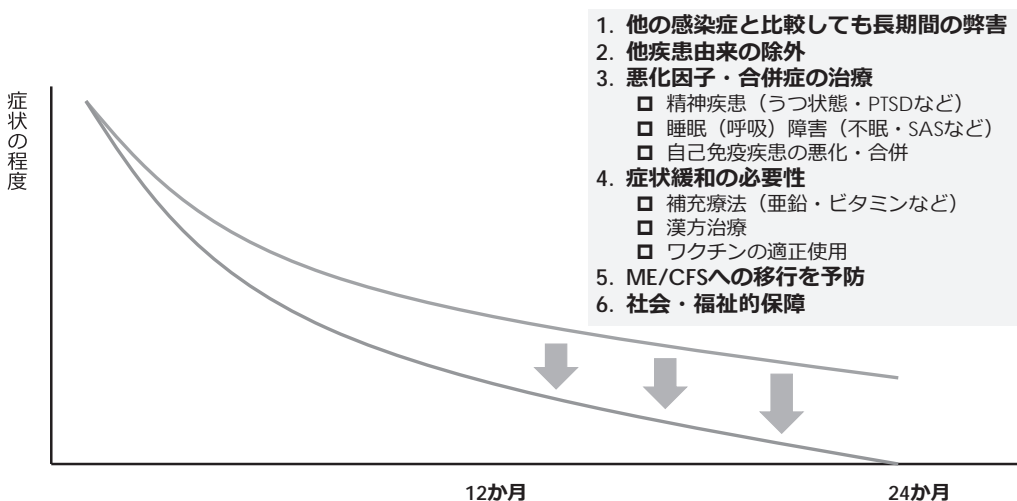 1. 他の感染症と比較しても長期間の弊害
2. 他疾患由来の除外
3. 悪化因子・合併症の治療
精神疾患（うつ状態・PTSDなど）
睡眠（呼吸）障害（不眠・SASなど）
自己免疫疾患の悪化・合併
4. 症状緩和の必要性
補充療法（亜鉛・ビタミンなど）
漢方治療
ワクチンの適正使用
5. ME/CFSへの移行を予防
6. 社会・福祉的保障
症状の程度
12か月
24か月